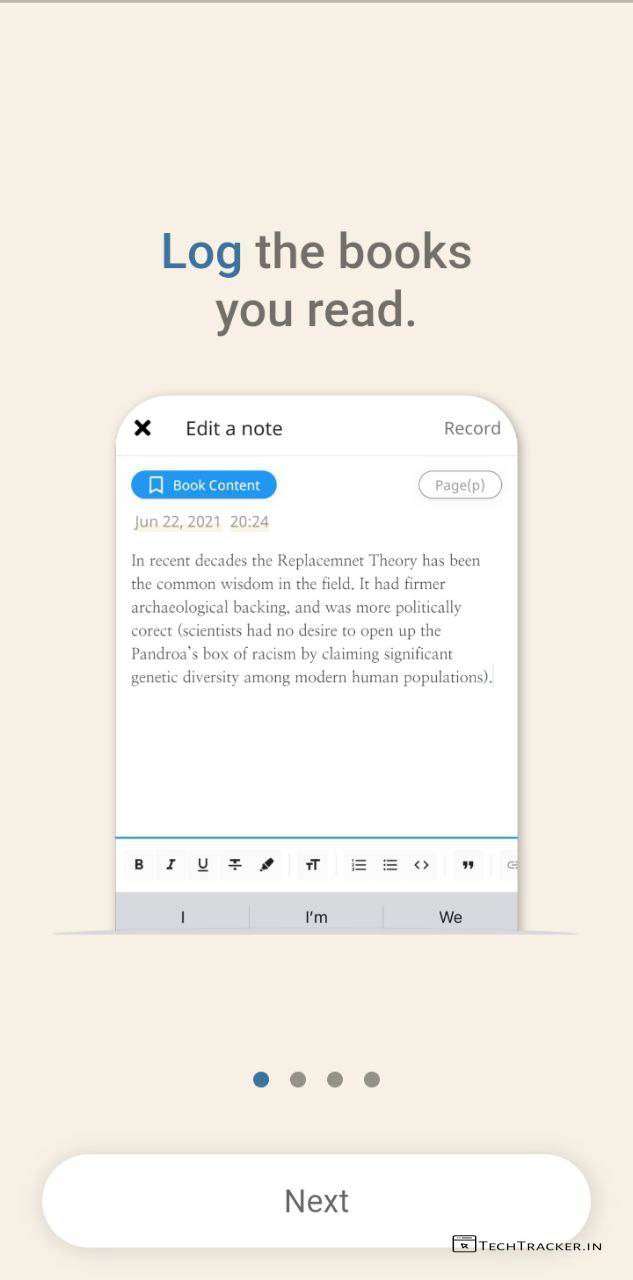 Log the books
you read.
Edit a note
Record
Book Content
Page(p)
Jun 22, 2021 20:24
In recent decades the Replacemnet Theory has been
the common wisdom in the field. It had firmer
archaeological backing, and was more politically
corect (scientists had no desire to open up the
Pandroa's box of racism by claiming significant
genetic diversity among modern human populations).
B I U T TT
I I'm We
Next
TECHTRACKER.IN